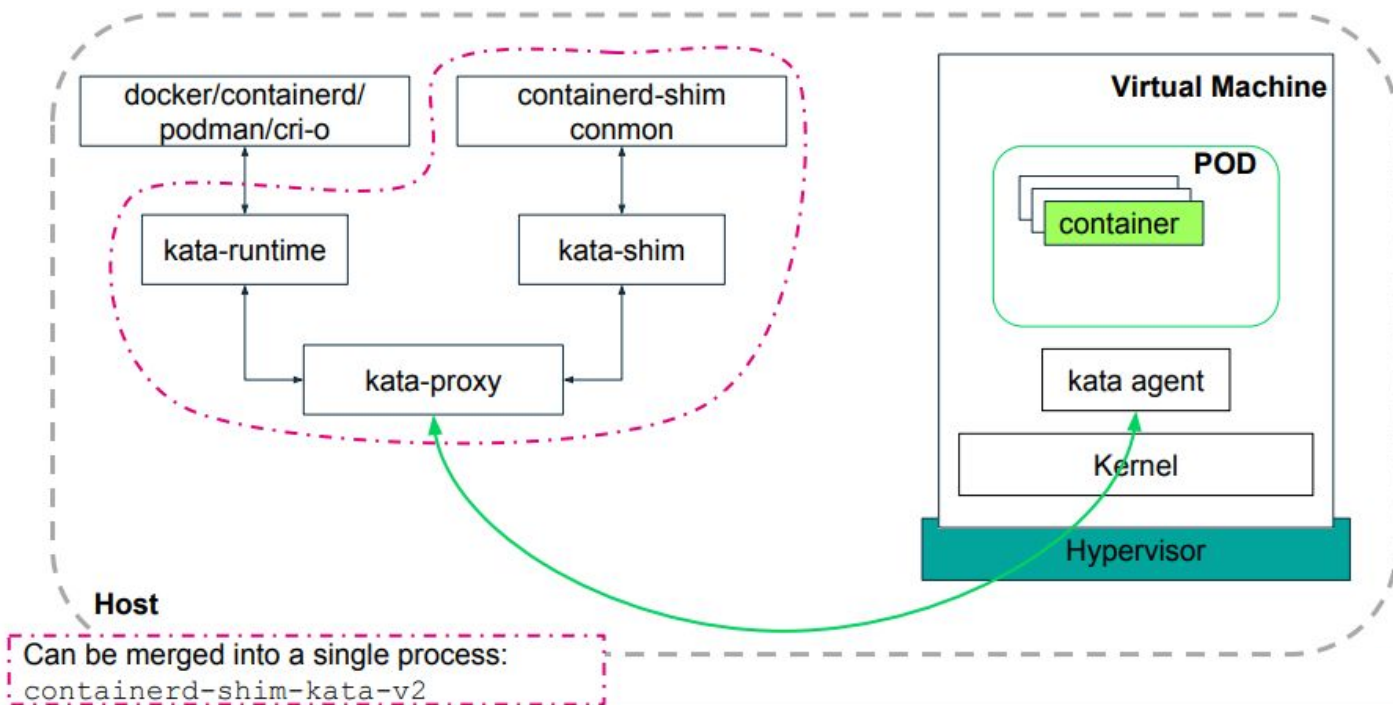 docker/containerd/
podman/cri-o
containerd-shim
conmon
kata-runtime
kata-shim
kata-proxy
Virtual Machine
POD
container
kata agent
Kernel
Hypervisor
Host
Can be merged into a single process:
containerd-shim-kata-v2